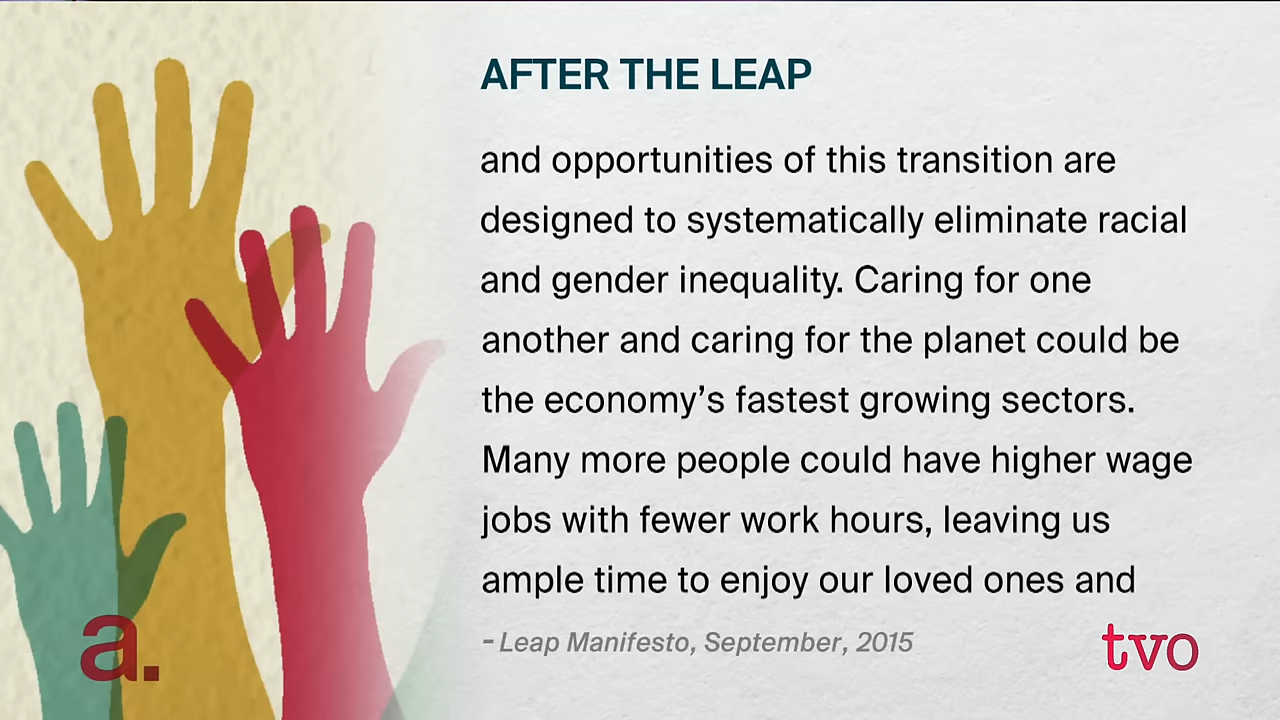 AFTER THE LEAP
and opportunities of this transition are
designed to systematically eliminate racial
and gender inequality. Caring for one
another and caring for the planet could be
the economy’s fastest growing sectors.
Many more people could have higher wage
jobs with fewer work hours, leaving us
ample time to enjoy our loved ones and
– Leap Manifesto, September, 2015
a.
tvo